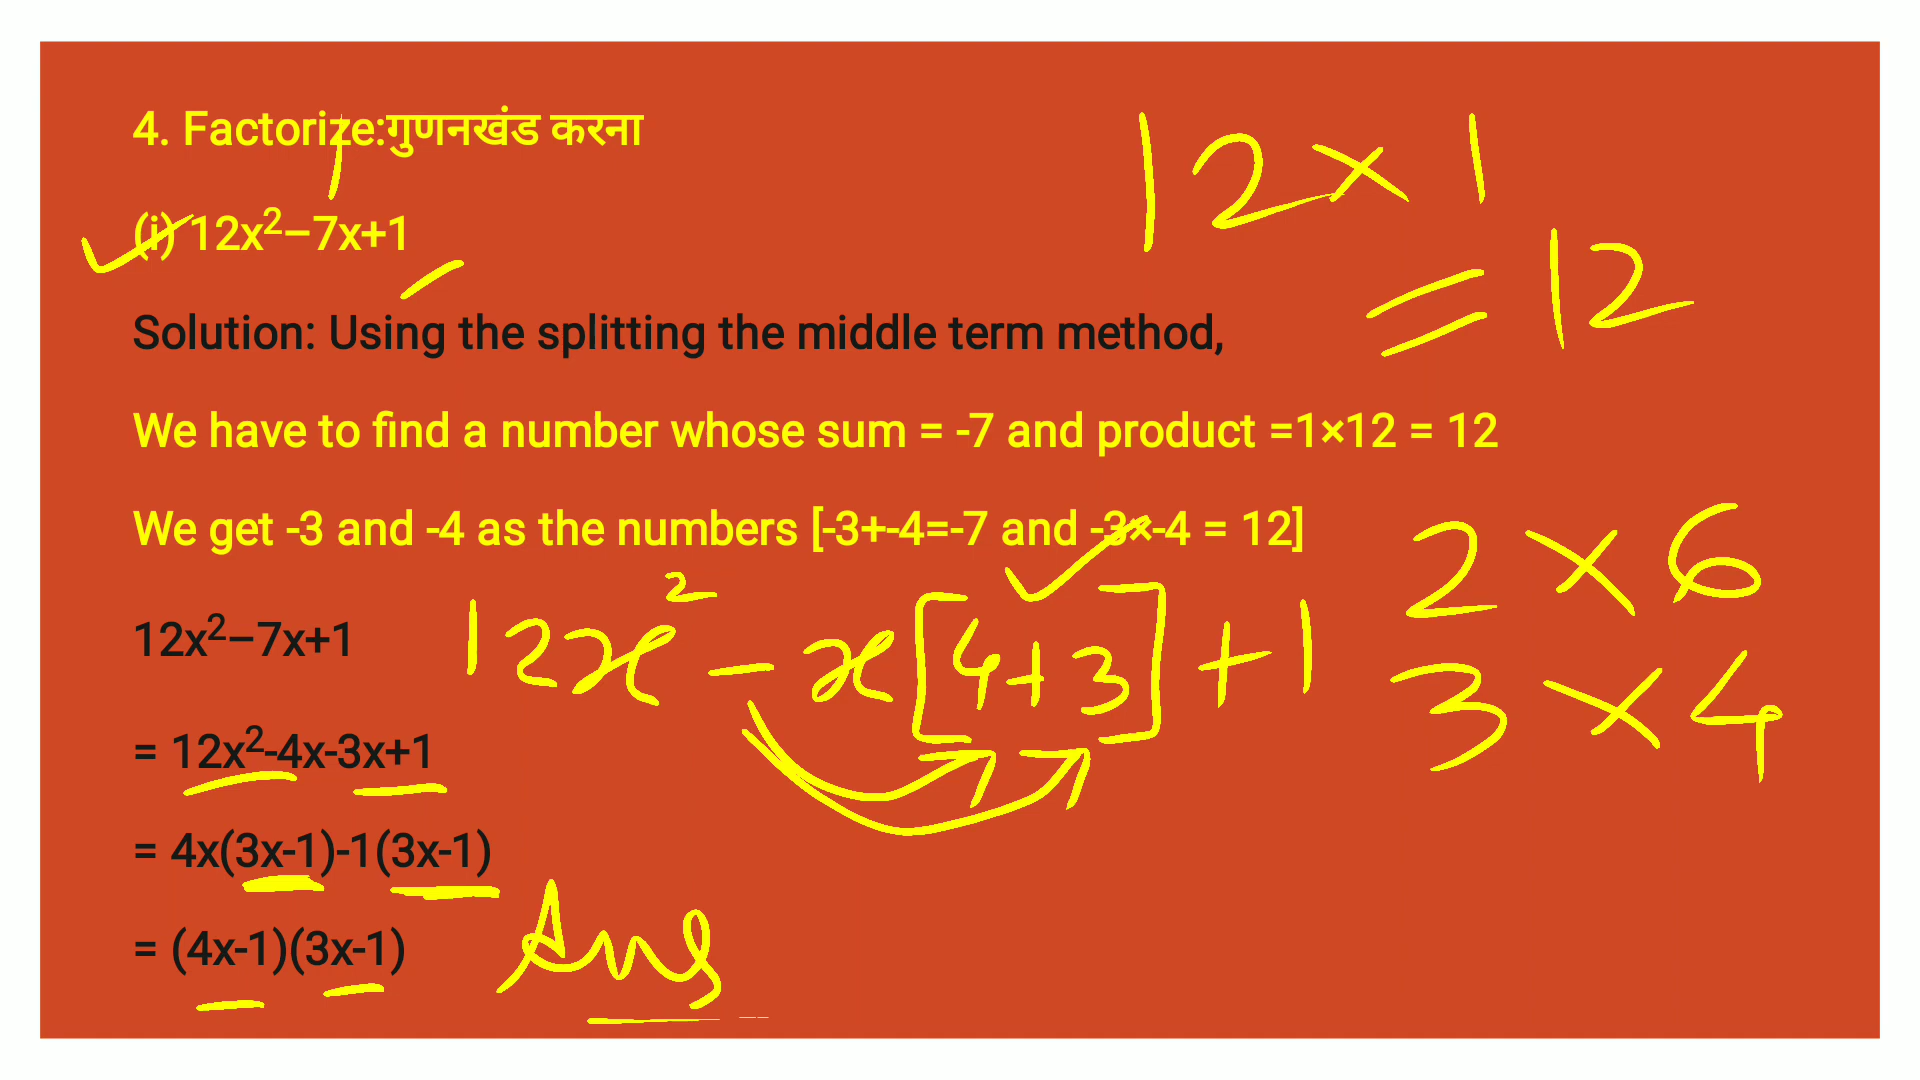 4. Factorize:गुणनखंड करना
12×1
(i) 12x²–7x+1
=12
Solution: Using the splitting the middle term method,
We have to find a number whose sum = -7 and product =1×12 = 12
We get -3 and -4 as the numbers [-3+-4=-7 and -3×-4 = 12]
2×6
12x²–7x+1
12x²-x[4+3]+1
3×4
= 12x²-4x-3x+1
= 4x(3x-1)-1(3x-1)
= (4x-1)(3x-1)
Ans